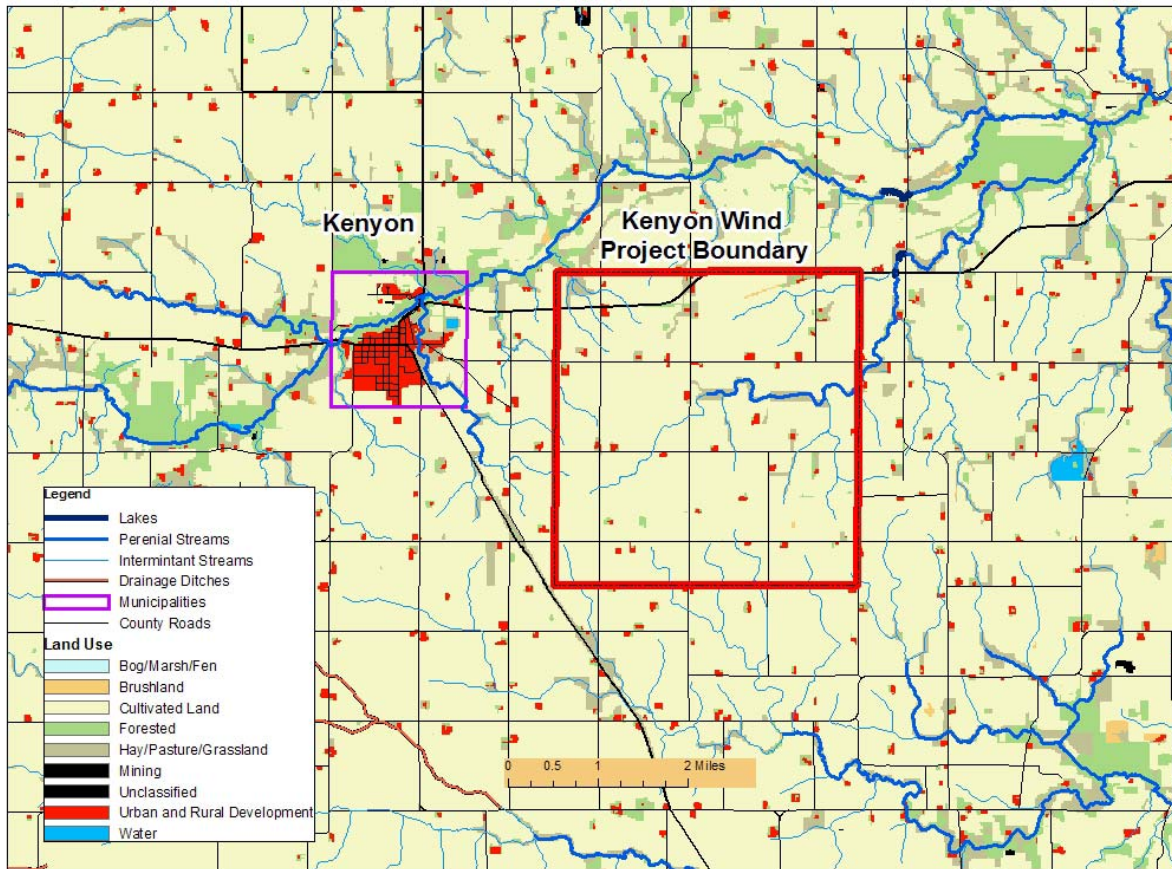 Kenyon
Kenyon Wind
Project Boundary
Legend
Lakes
Perenial Streams
Intermintant Streams
Drainage Ditches
Municipalities
County Roads
Land Use
Bog/Marsh/Fen
Brushland
Cultivated Land
Forested
Hay/Pasture/Grassland
Mining
Unclassified
Urban and Rural Development
Water
0 0.5 1 2 Miles